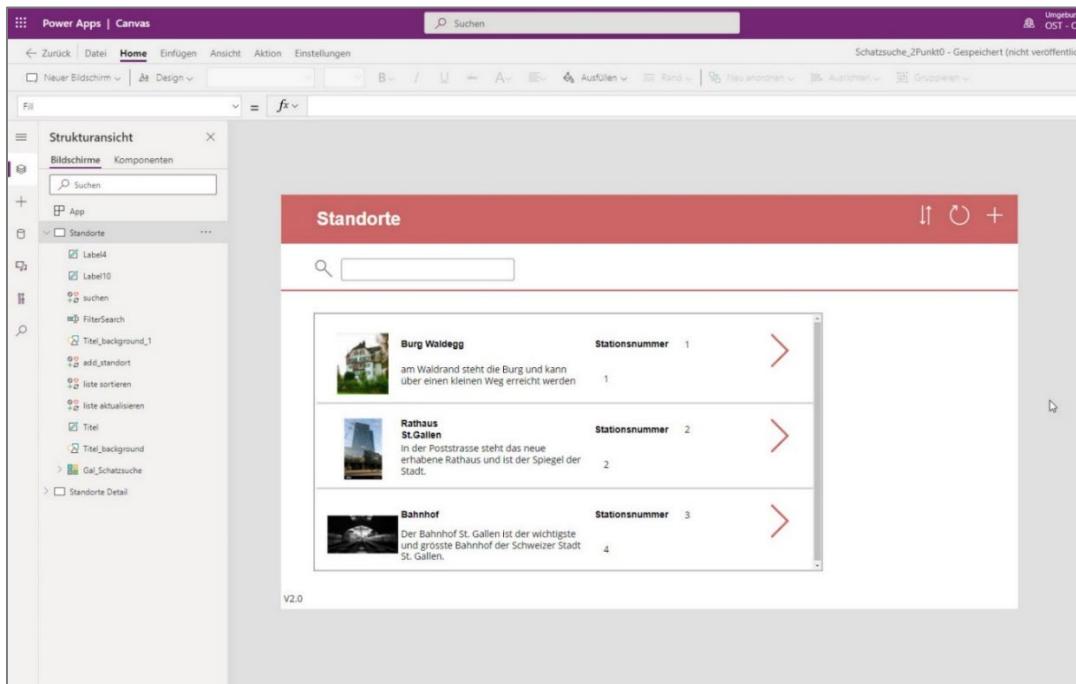 Power Apps | Canvas
Suchen
Umgebun
OST - C
Zurück Datei Home Einfügen Ansicht Aktion Einstellungen
Schatzsuche_2Punkt0 - Gespeichert (nicht veröffentlic
Neuer Bildschirm Design B I U A Ausfüllen Rand Neu anordnen Ausrichten Gruppieren
Fill = fx
Strukturansicht
Bildschirme Komponenten
Suchen
App
Standorte
Label4
Label10
suchen
FilterSearch
Titel_background_1
add_standort
liste sortieren
liste aktualisieren
Titel
Titel_background
Gal_Schatzsuche
Standorte Detail
Standorte
Burg Waldegg Stationsnummer 1
am Waldrand steht die Burg und kann
über einen kleinen Weg erreicht werden
1
Rathaus
St.Gallen
Stationsnummer 2
In der Poststrasse steht das neue
erhabene Rathaus und ist der Spiegel der
Stadt.
2
Bahnhof Stationsnummer 3
Der Bahnhof St. Gallen ist der wichtigste
und grösste Bahnhof der Schweizer Stadt
St. Gallen.
4
V2.0